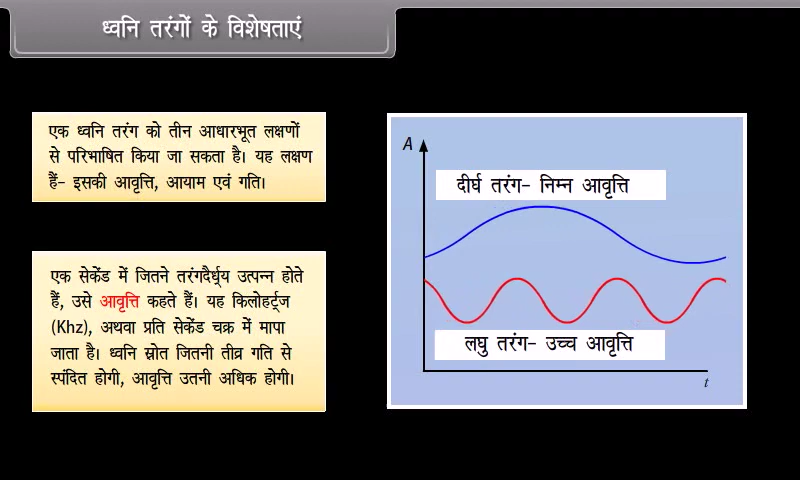 ध्वनि तरंगों के विशेषताएं
एक ध्वनि तरंग को तीन आधारभूत लक्षणों
से परिभाषित किया जा सकता है। यह लक्षण
हैं- इसकी आवृत्ति, आयाम एवं गति।
एक सेकेंड में जितने तरंगदैर्ध्य उत्पन्न होते
हैं, उसे आवृत्ति कहते हैं। यह किलोहर्ट्ज
(Khz), अथवा प्रति सेकेंड चक्र में मापा
जाता है। ध्वनि स्रोत जितनी तीव्र गति से
स्पंदित होगी, आवृत्ति उतनी अधिक होगी।
A
दीर्घ तरंग- निम्न आवृत्ति
लघु तरंग- उच्च आवृत्ति
t